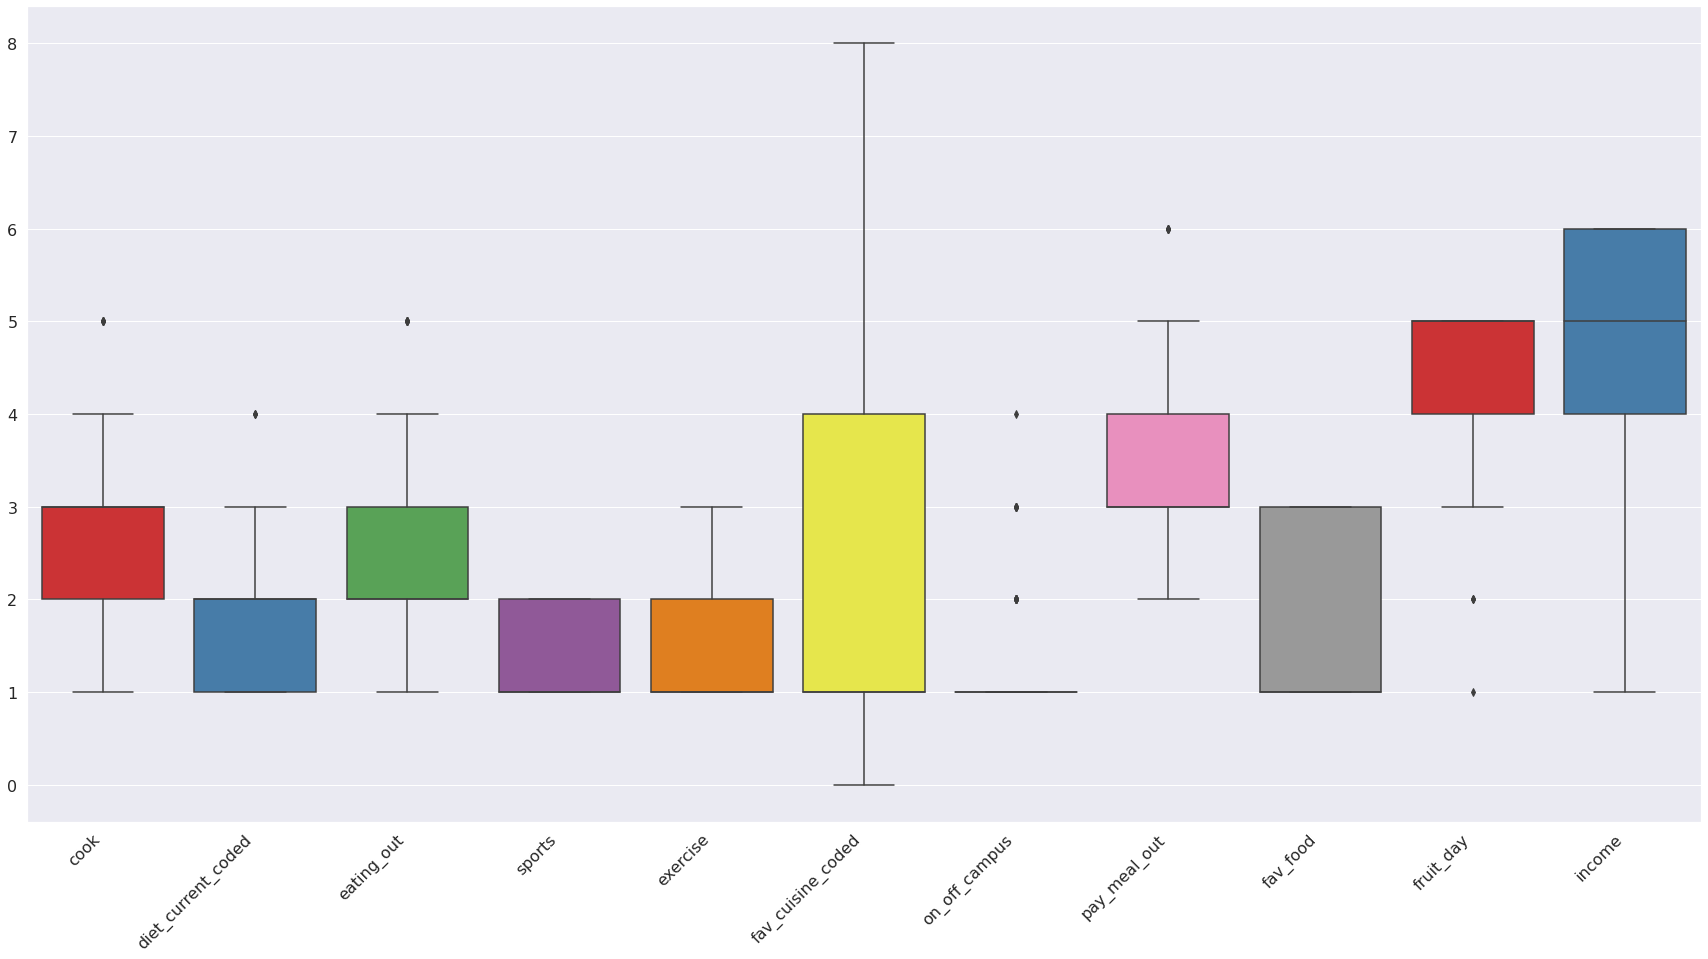 8
7
6
5
4
3
2
1
0
cook
diet_current_coded
eating_out
sports
exercise
fav_cuisine_coded
on_off_campus
pay_meal_out
fav_food
fruit_day
income